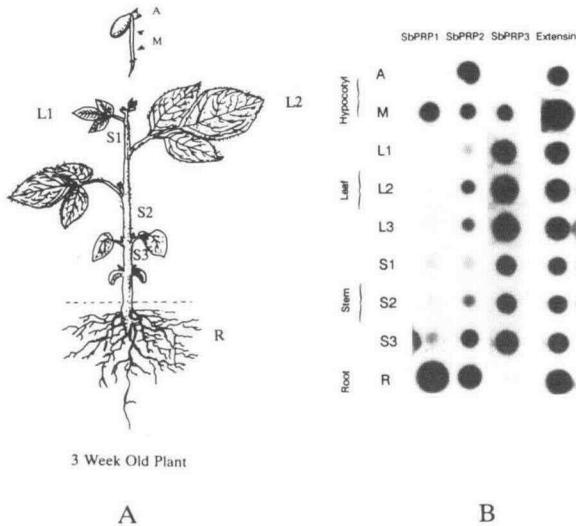 A
M
L1
L2
S1
S2
S3
R
3 Week Old Plant
A
SbPRP1 SbPRP2 SbPRP3 Extensin
Hypocotyl
A
M
Leaf
L1
L2
L3
Stem
S1
S2
S3
Root
R
B